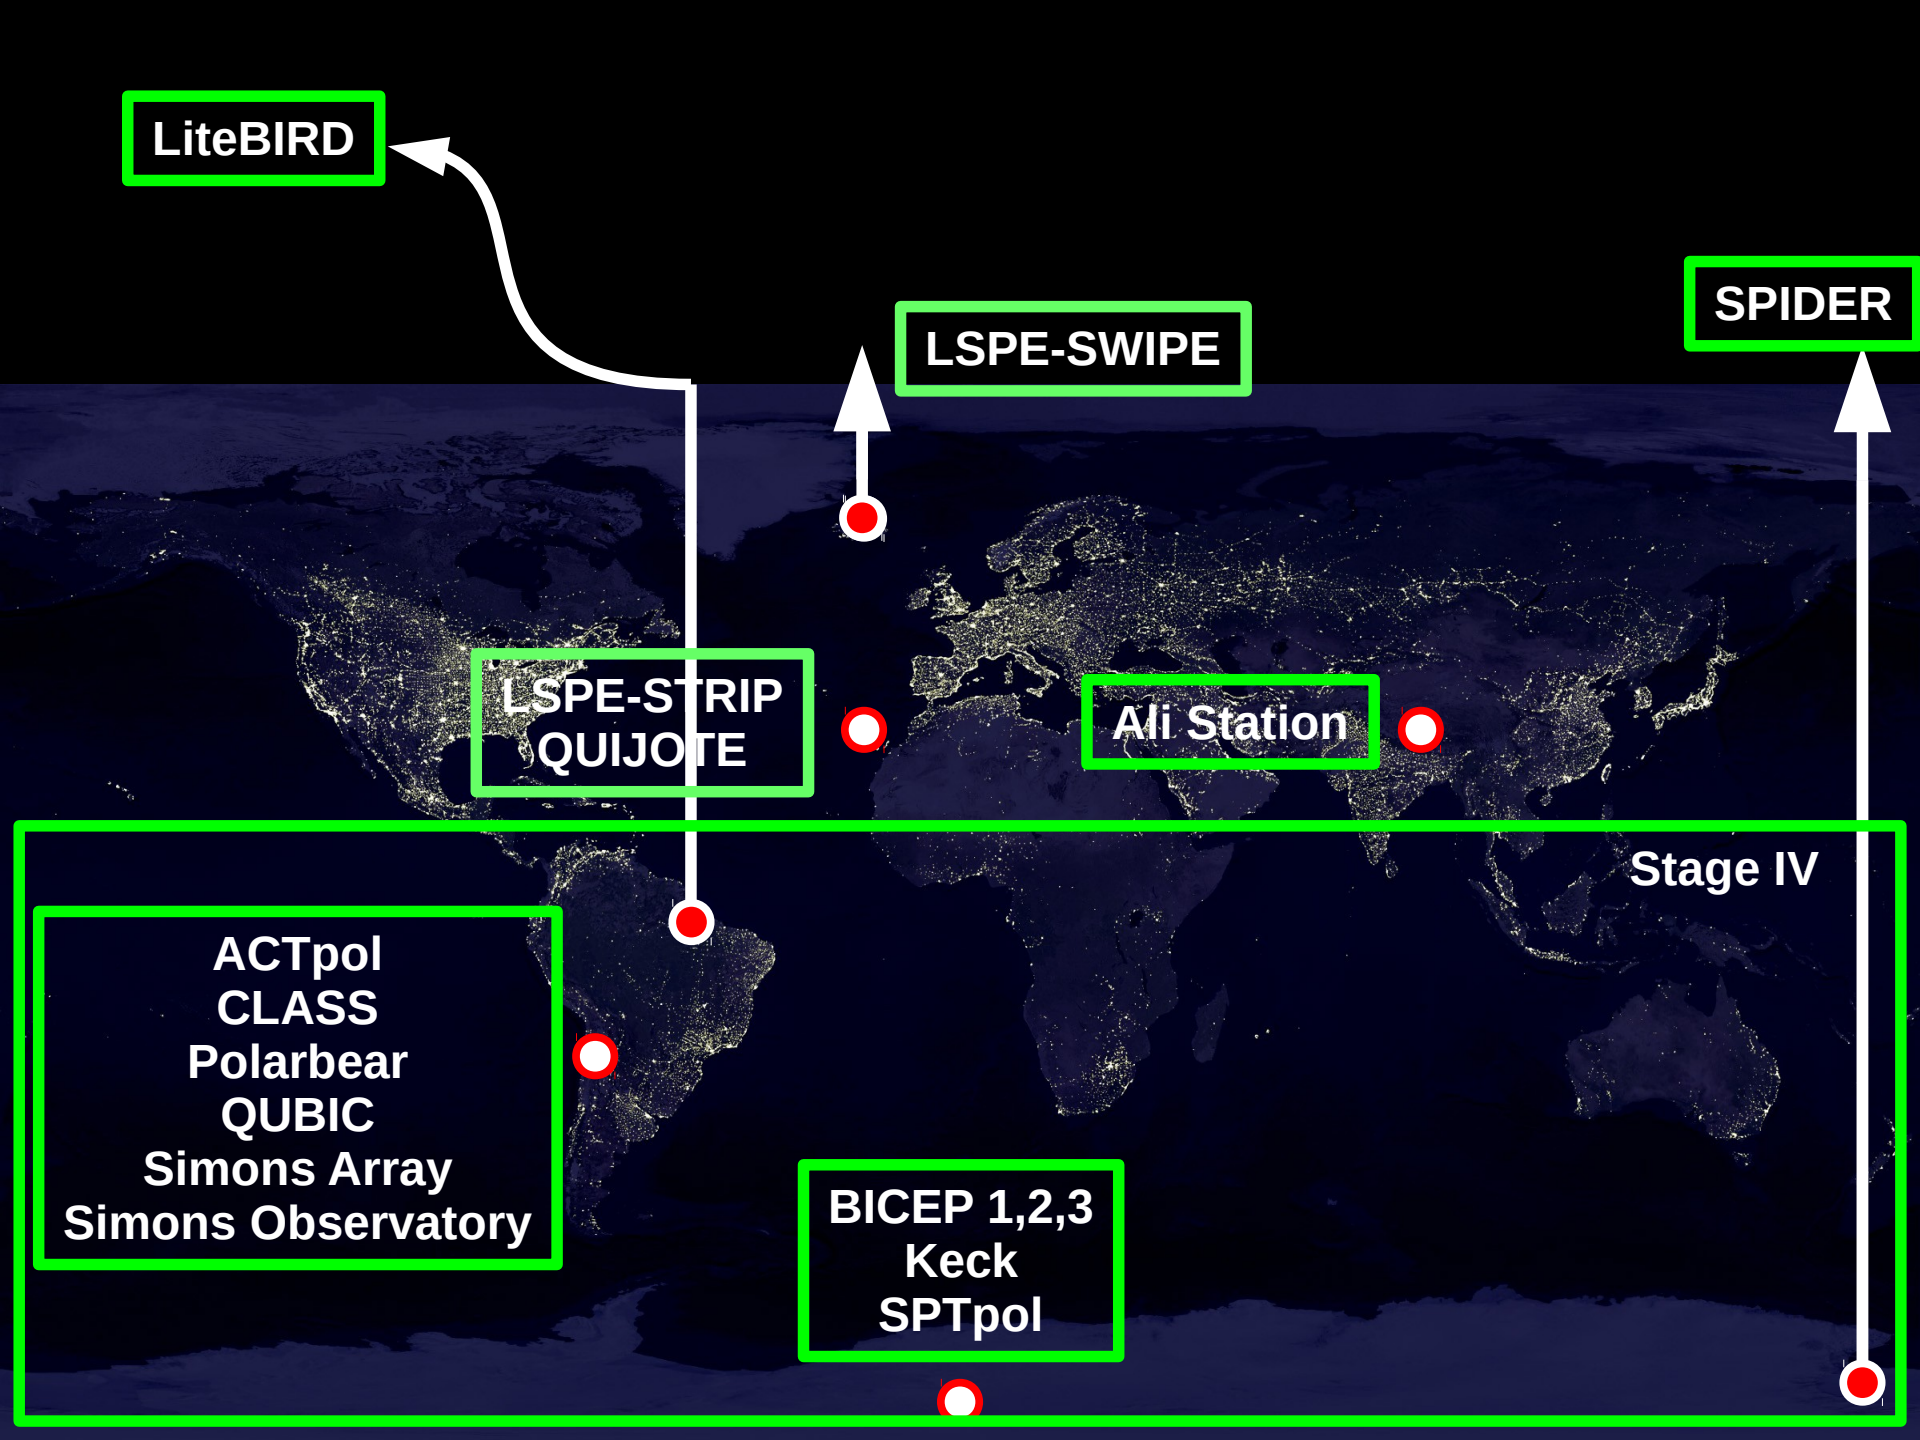 LiteBIRD
SPIDER
LSPE-SWIPE
LSPE-STRIP
QUIJOTE
Ali Station
Stage IV
ACTpol
CLASS
Polarbear
QUBIC
Simons Array
Simons Observatory
BICEP 1,2,3
Keck
SPTpol